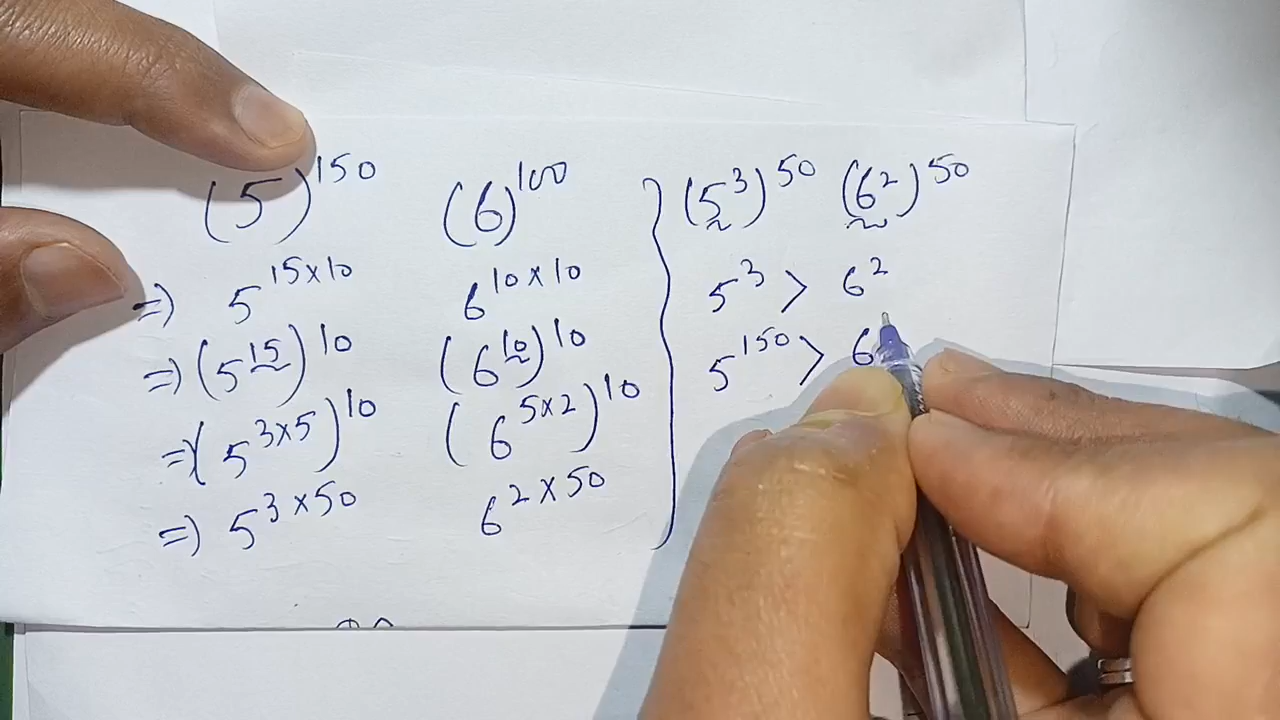 (5)^150 (6)^100
=> 5^15×10 6^10×10
=> (5^15)^10 (6^10)^10
=> (5^3×5)^10 (6^5×2)^10
=> 5^3×50 6^2×50
(5^3)^50 (6^2)^50
5^3 > 6^2
5^150 > 6